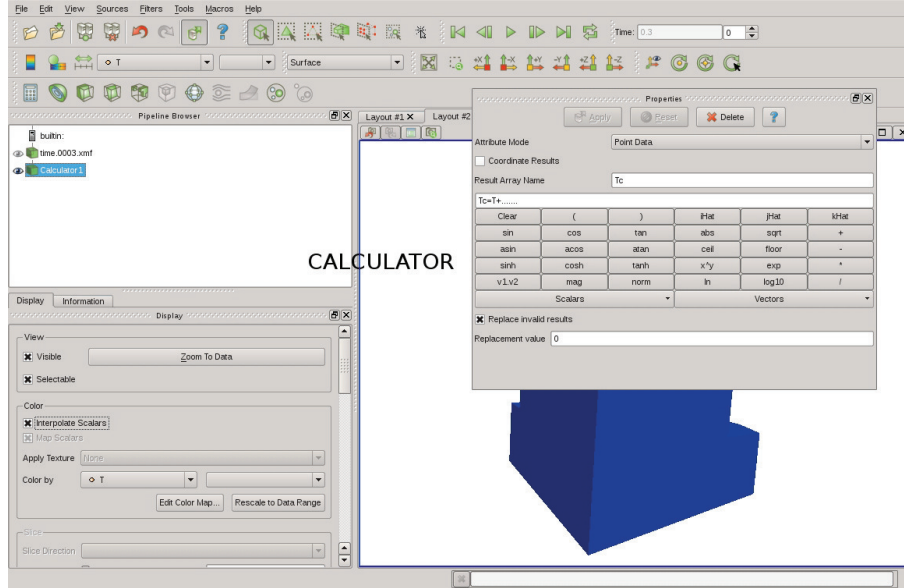 File Edit View Sources Filters Tools Macros Help
Time: 0.3 0
T Surface
Pipeline Browser
builtin:
time.0003.xmf
Calculator1
Layout #1 X Layout #2
Properties
Apply Reset Delete ?
Attribute Mode Point Data
Coordinate Results
Result Array Name Tc
Tc=T+.......
Clear ( ) iHat jHat kHat
sin cos tan abs sqrt +
asin acos atan ceil floor -
sinh cosh tanh x^y exp *
v1.v2 mag norm ln log10 /
Scalars Vectors
Replace invalid results
Replacement value 0
CALCULATOR
Display Information
Display
View
Visible Zoom To Data
Selectable
Color
Interpolate Scalars
Map Scalars
Apply Texture None
Color by T
Edit Color Map... Rescale to Data Range
Slice
Slice Direction